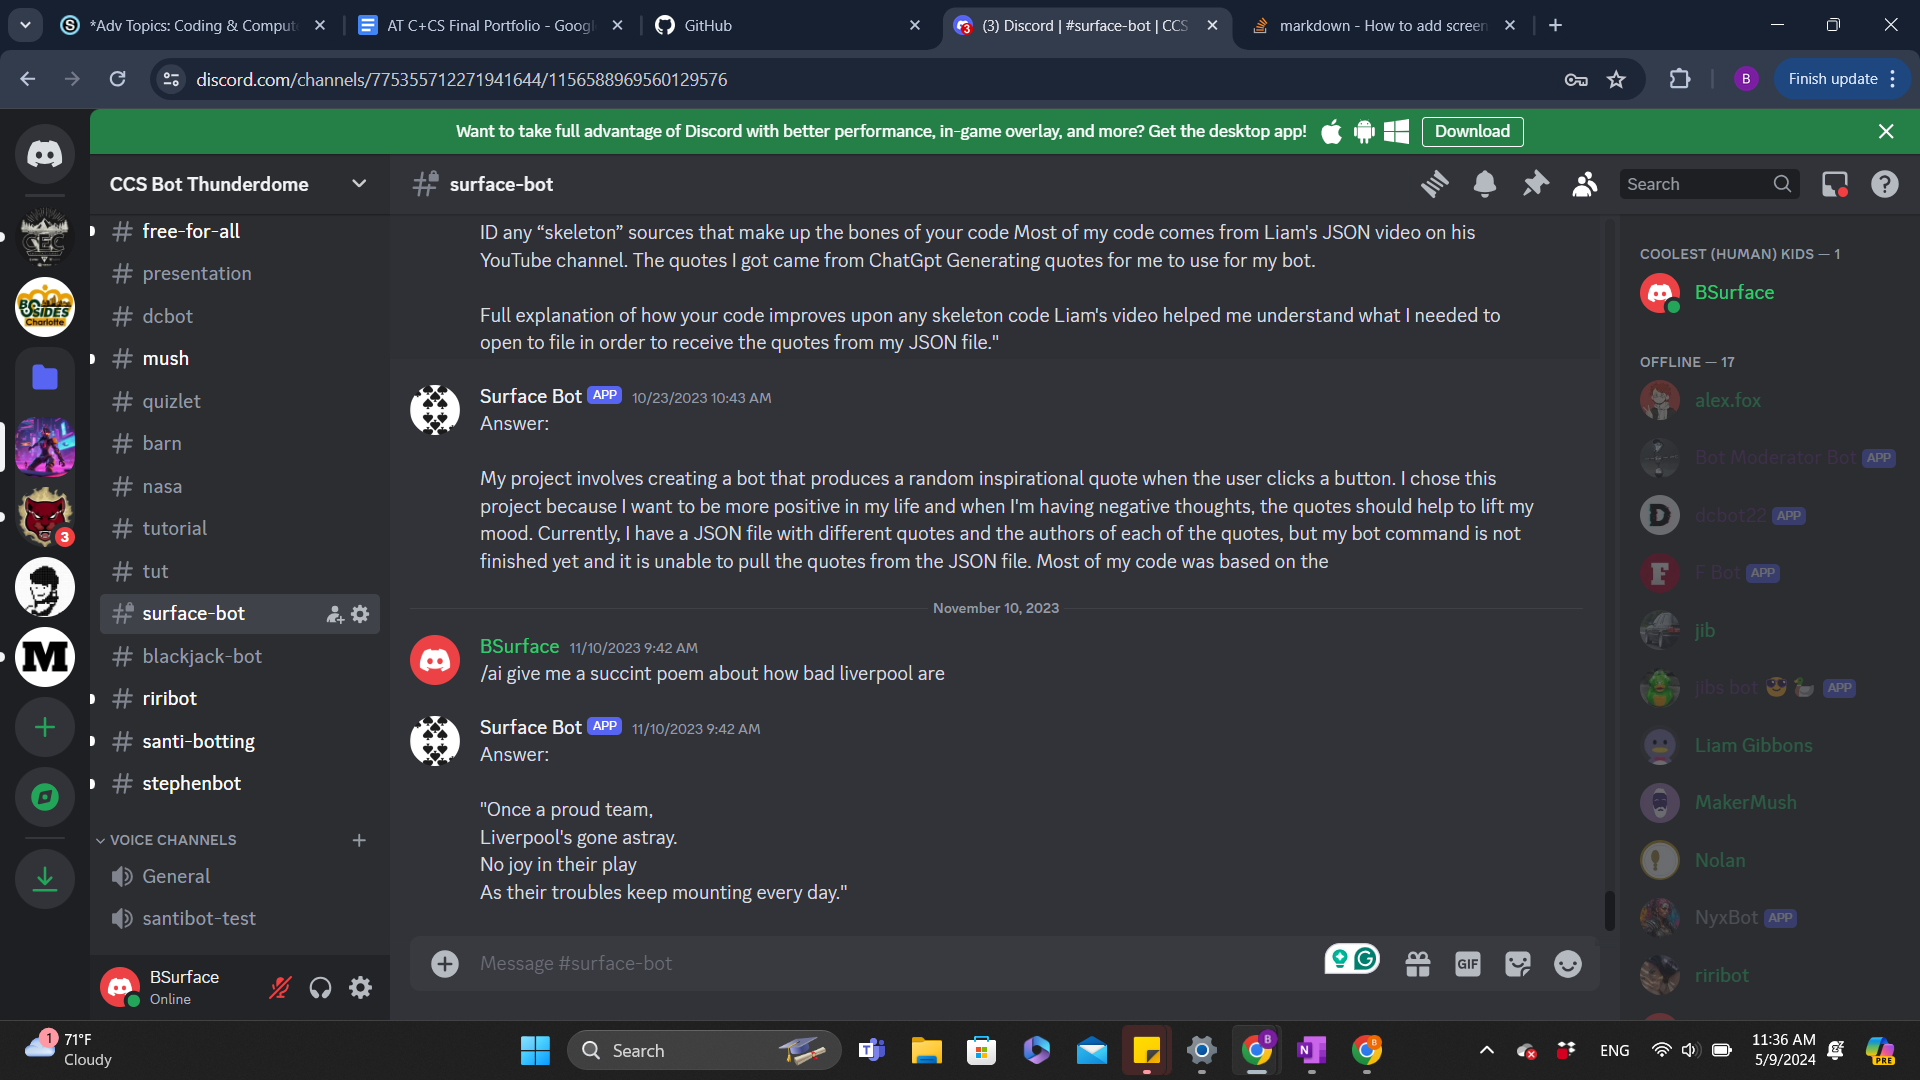 *Adv Topics: Coding & Compute
AT C+CS Final Portfolio - Googl
GitHub
(3) Discord | #surface-bot | CCS
markdown - How to add screen
discord.com/channels/775355712271941644/1156588969560129576
B
Finish update
Want to take full advantage of Discord with better performance, in-game overlay, and more? Get the desktop app!
Download
CCS Bot Thunderdome
surface-bot
Search
free-for-all
presentation
dcbot
mush
quizlet
barn
nasa
tutorial
tut
surface-bot
blackjack-bot
riribot
santi-botting
stephenbot
VOICE CHANNELS
General
santibot-test
BSurface
Online
BSIDES
Charlotte
3
M
ID any “skeleton” sources that make up the bones of your code Most of my code comes from Liam's JSON video on his
YouTube channel. The quotes I got came from ChatGpt Generating quotes for me to use for my bot.
Full explanation of how your code improves upon any skeleton code Liam's video helped me understand what I needed to
open to file in order to receive the quotes from my JSON file."
Surface Bot APP 10/23/2023 10:43 AM
Answer:
My project involves creating a bot that produces a random inspirational quote when the user clicks a button. I chose this
project because I want to be more positive in my life and when I'm having negative thoughts, the quotes should help to lift my
mood. Currently, I have a JSON file with different quotes and the authors of each of the quotes, but my bot command is not
finished yet and it is unable to pull the quotes from the JSON file. Most of my code was based on the
November 10, 2023
BSurface 11/10/2023 9:42 AM
/ai give me a succint poem about how bad liverpool are
Surface Bot APP 11/10/2023 9:42 AM
Answer:
"Once a proud team,
Liverpool's gone astray.
No joy in their play
As their troubles keep mounting every day."
Message #surface-bot
GIF
COOLEST (HUMAN) KIDS — 1
BSurface
OFFLINE — 17
alex.fox
Bot Moderator Bot APP
dcbot22 APP
F Bot APP
jib
jibs bot 😎 🦆 APP
Liam Gibbons
MakerMush
Nolan
NyxBot APP
riribot
1
71°F
Cloudy
Search
ENG
11:36 AM
5/9/2024
PRE